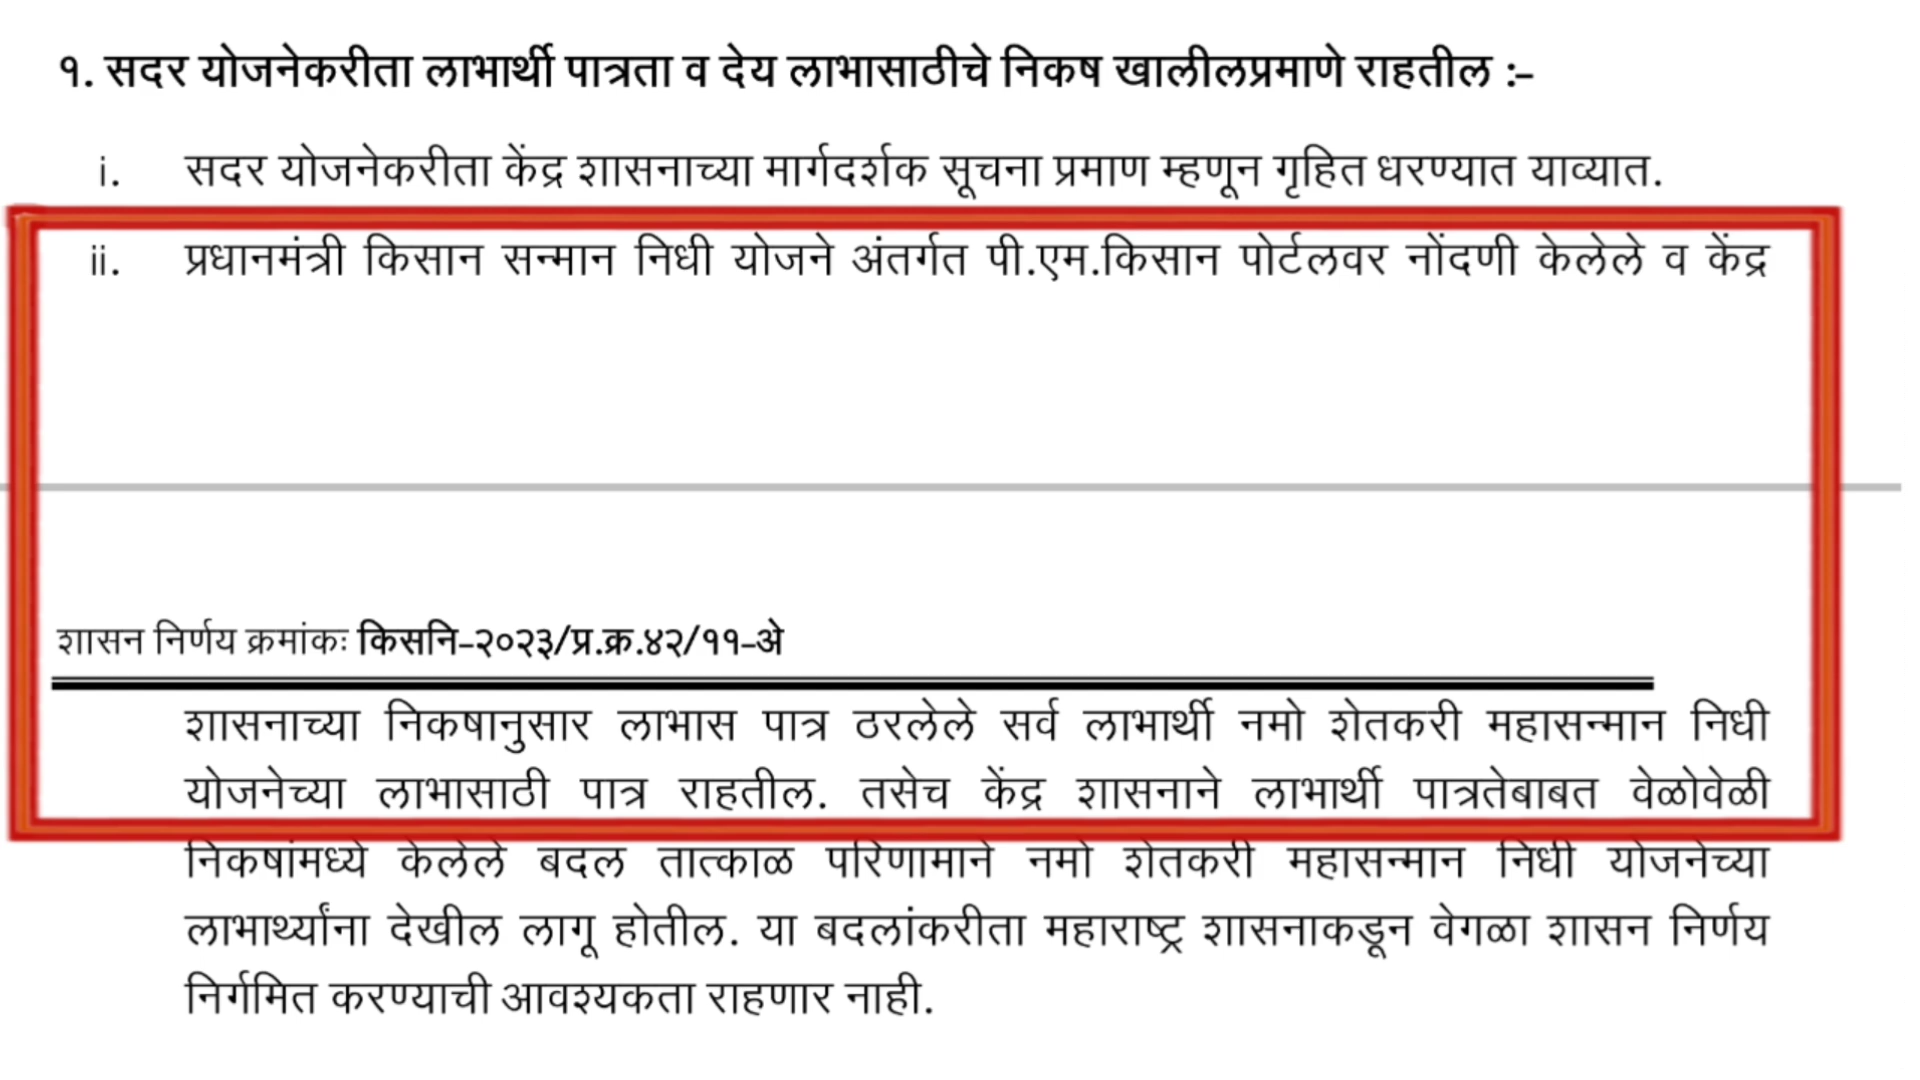 १. सदर योजनेकरीता लाभार्थी पात्रता व देय लाभासाठीचे निकष खालीलप्रमाणे राहतील :–
i. सदर योजनेकरीता केंद्र शासनाच्या मार्गदर्शक सूचना प्रमाण म्हणून गृहित धरण्यात याव्यात.
ii. प्रधानमंत्री किसान सन्मान निधी योजने अंतर्गत पी.एम.किसान पोर्टलवर नोंदणी केलेले व केंद्र
शासन निर्णय क्रमांकः किसनि–२०२३/प्र.क्र.४२/११–अे
शासनाच्या निकषानुसार लाभास पात्र ठरलेले सर्व लाभार्थी नमो शेतकरी महासन्मान निधी
योजनेच्या लाभासाठी पात्र राहतील. तसेच केंद्र शासनाने लाभार्थी पात्रतेबाबत वेळोवेळी
निकषांमध्ये केलेले बदल तात्काळ परिणामाने नमो शेतकरी महासन्मान निधी योजनेच्या
लाभार्थ्यांना देखील लागू होतील. या बदलांकरीता महाराष्ट्र शासनाकडून वेगळा शासन निर्णय
निर्गमित करण्याची आवश्यकता राहणार नाही.